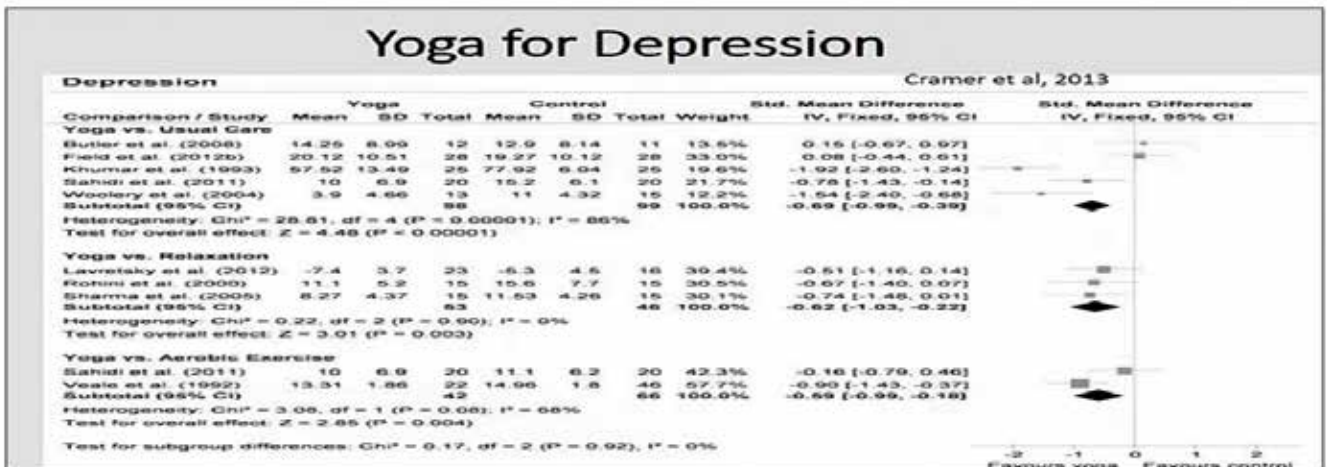 Yoga for Depression
Depression Cramer et al, 2013
Yoga Control Std. Mean Difference Std. Mean Difference
Comparison / Study Mean SD Total Mean SD Total Weight IV, Fixed, 95% CI IV, Fixed, 95% CI
Yoga vs. Usual Care
Butler et al. (2008) 14.25 8.99 12 12.9 8.14 11 13.5% 0.15 [-0.67, 0.97]
Field et al. (2012b) 20.12 10.51 28 19.27 10.12 28 33.0% 0.08 [-0.44, 0.61]
Khumar et al. (1993) 57.52 13.49 25 77.92 6.04 25 19.6% -1.92 [-2.60, -1.24]
Sahidi et al. (2011) 10 6.9 20 15.2 6.1 20 21.7% -0.78 [-1.43, -0.14]
Woolery et al. (2004) 3.9 4.66 13 11 4.32 15 12.2% -1.54 [-2.40, -0.68]
Subtotal (95% CI) 98 99 100.0% -0.69 [-0.99, -0.39]
Heterogeneity: Chi² = 28.81, df = 4 (P < 0.00001); I² = 86%
Test for overall effect: Z = 4.48 (P < 0.00001)
Yoga vs. Relaxation
Lavretsky et al. (2012) -7.4 3.7 23 -5.3 4.5 16 39.4% -0.51 [-1.16, 0.14]
Rohini et al. (2000) 11.1 5.2 15 15.6 7.7 15 30.5% -0.67 [-1.40, 0.07]
Sharma et al. (2005) 8.27 4.37 15 11.53 4.26 15 30.1% -0.74 [-1.48, 0.01]
Subtotal (95% CI) 53 46 100.0% -0.62 [-1.03, -0.22]
Heterogeneity: Chi² = 0.22, df = 2 (P = 0.90); I² = 0%
Test for overall effect: Z = 3.01 (P = 0.003)
Yoga vs. Aerobic Exercise
Sahidi et al. (2011) 10 6.9 20 11.1 6.2 20 42.3% -0.16 [-0.79, 0.46]
Veale et al. (1992) 13.31 1.86 22 14.96 1.8 46 57.7% -0.90 [-1.43, -0.37]
Subtotal (95% CI) 42 66 100.0% -0.59 [-0.99, -0.18]
Heterogeneity: Chi² = 3.08, df = 1 (P = 0.08); I² = 68%
Test for overall effect: Z = 2.85 (P = 0.004)
Test for subgroup differences: Chi² = 0.17, df = 2 (P = 0.92), I² = 0%
-2 -1 0 1 2
Favours yoga Favours control